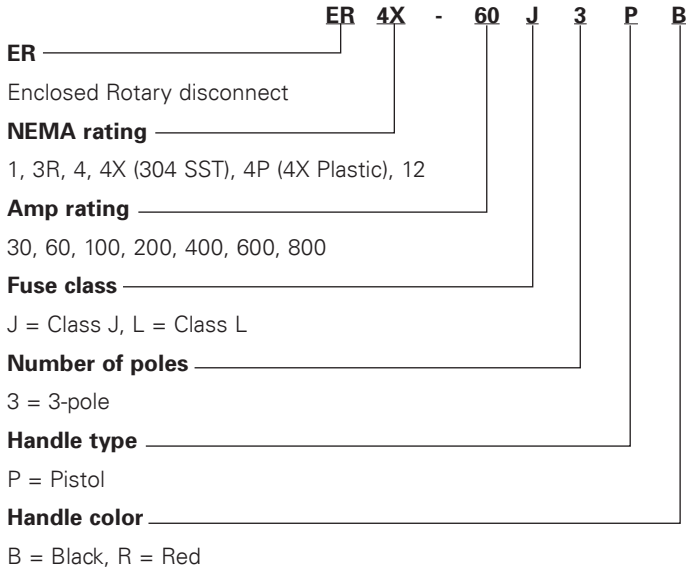 ER 4X - 60 J 3 P B
ER
Enclosed Rotary disconnect
NEMA rating
1, 3R, 4, 4X (304 SST), 4P (4X Plastic), 12
Amp rating
30, 60, 100, 200, 400, 600, 800
Fuse class
J = Class J, L = Class L
Number of poles
3 = 3-pole
Handle type
P = Pistol
Handle color
B = Black, R = Red